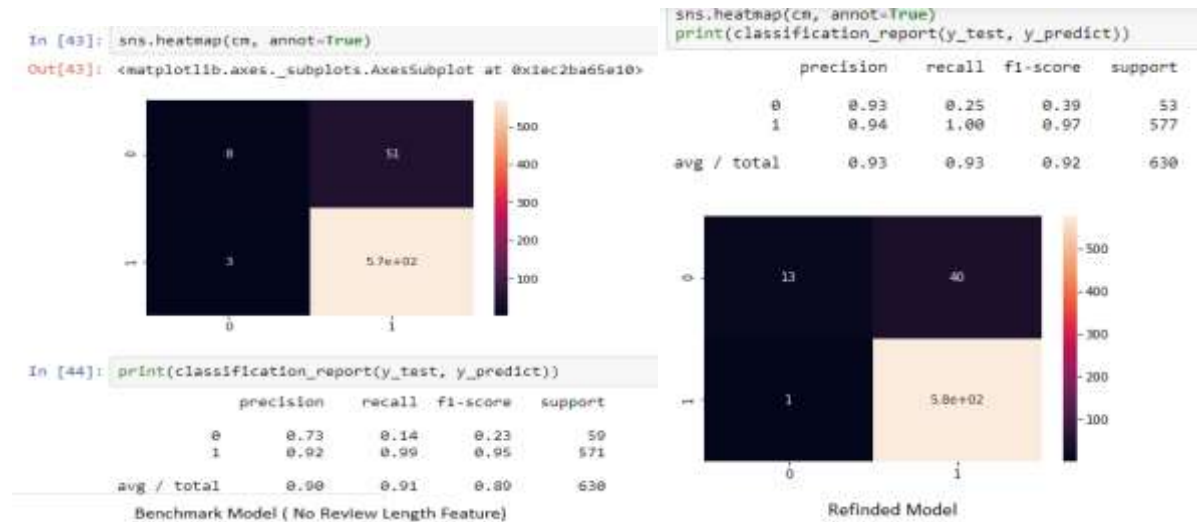 In [43]: sns.heatmap(cm, annot=True)
Out[43]: <matplotlib.axes._subplots.AxesSubplot at 0x1ec2ba65e10>
0
8
51
1
3
5.7e+02
0
1
500
400
300
200
100
In [44]: print(classification_report(y_test, y_predict))
precision recall f1-score support
0 0.73 0.14 0.23 59
1 0.92 0.99 0.95 571
avg / total 0.90 0.91 0.89 630
Benchmark Model ( No Review Length Feature)
sns.heatmap(cm, annot=True)
print(classification_report(y_test, y_predict))
precision recall f1-score support
0 0.93 0.25 0.39 53
1 0.94 1.00 0.97 577
avg / total 0.93 0.93 0.92 630
0
13
40
1
1
5.8e+02
0
1
500
400
300
200
100
Refinded Model